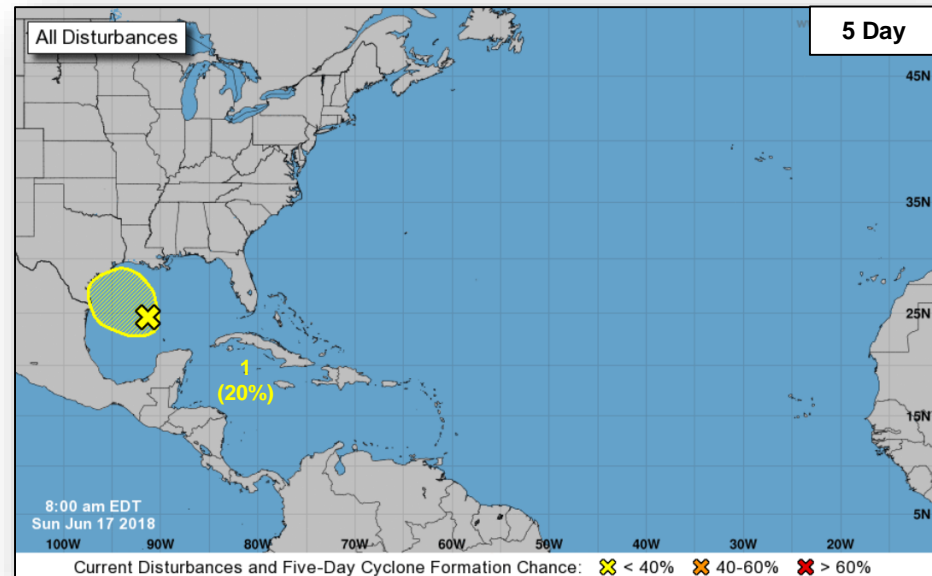 All Disturbances
5 Day
45N
35N
25N
1
(20%)
15N
8:00 am EDT
Sun Jun 17 2018
5N
100W 90W 80W 70W 60W 50W 40W 30W 20W
Current Disturbances and Five-Day Cyclone Formation Chance: < 40% 40-60% > 60%